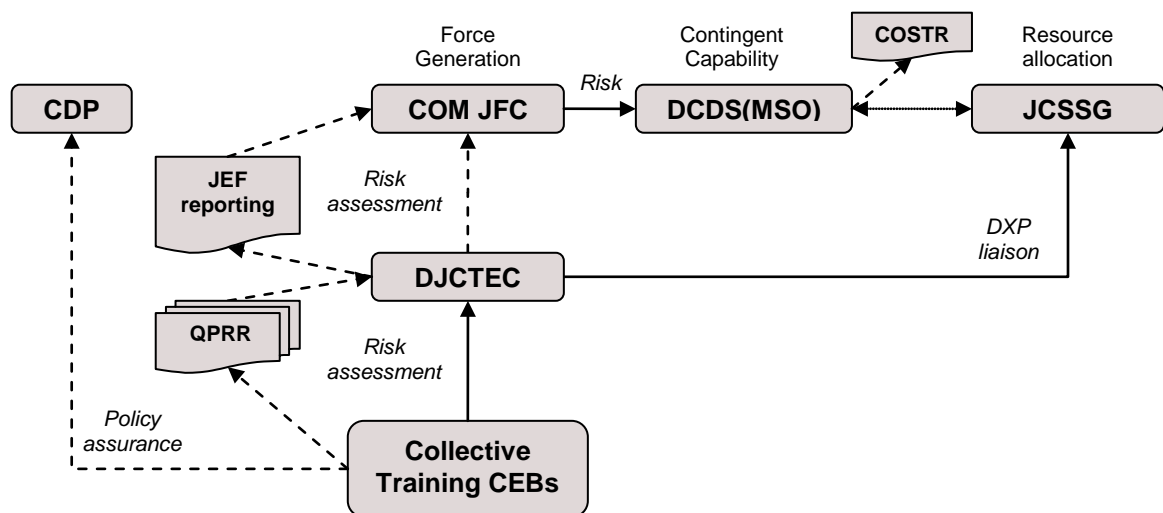 Force
Generation
Contingent
Capability
COSTR
Resource
allocation
CDP
COM JFC
Risk
DCDS(MSO)
JCSSG
JEF
reporting
Risk
assessment
DXP
liaison
DJCTEC
QPRR
Risk
assessment
Policy
assurance
Collective
Training CEBs